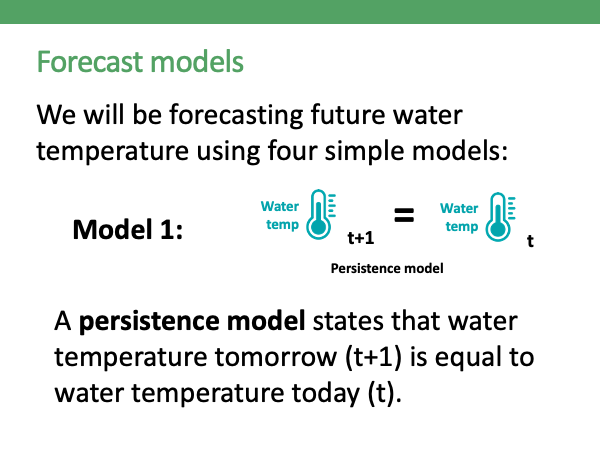 Forecast models
We will be forecasting future water
temperature using four simple models:
Model 1:
Water
temp
t+1
=
Water
temp
t
Persistence model
A persistence model states that water
temperature tomorrow (t+1) is equal to
water temperature today (t).